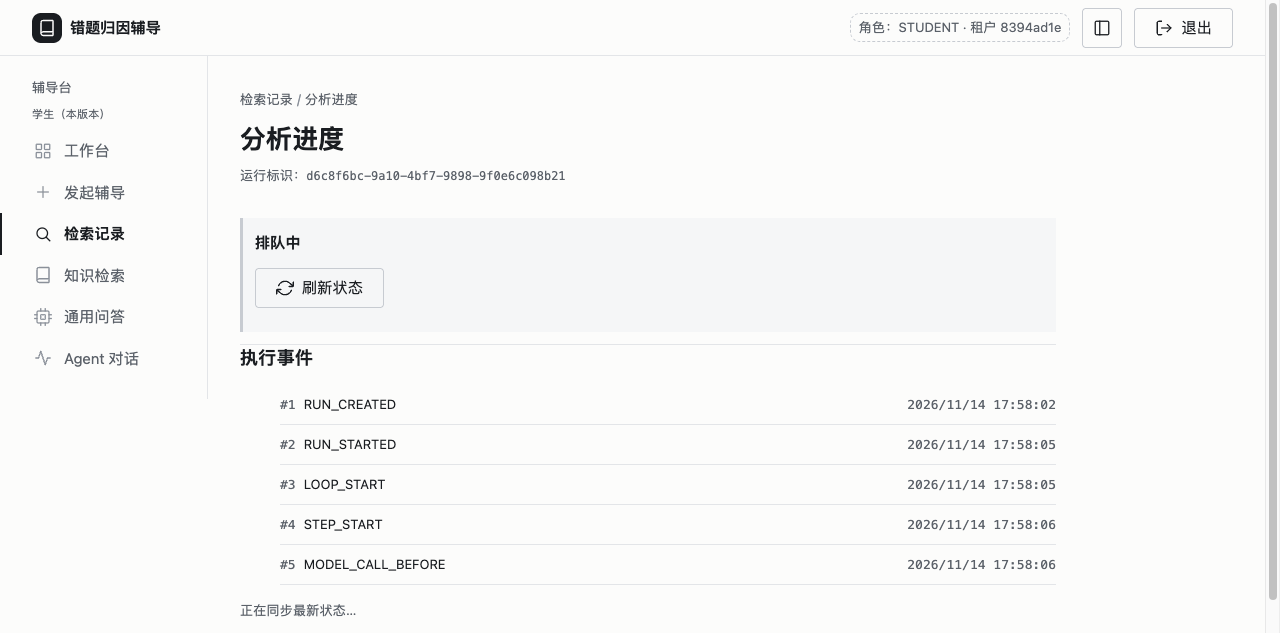 错题归因辅导
角色：STUDENT · 租户 8394ad1e
退出
辅导台
学生（本版本）
工作台
发起辅导
检索记录
知识检索
通用问答
Agent 对话
检索记录 / 分析进度
分析进度
运行标识：d6c8f6bc-9a10-4bf7-9898-9f0e6c098b21
排队中
刷新状态
执行事件
#1 RUN_CREATED 2026/11/14 17:58:02
#2 RUN_STARTED 2026/11/14 17:58:05
#3 LOOP_START 2026/11/14 17:58:05
#4 STEP_START 2026/11/14 17:58:06
#5 MODEL_CALL_BEFORE 2026/11/14 17:58:06
正在同步最新状态…